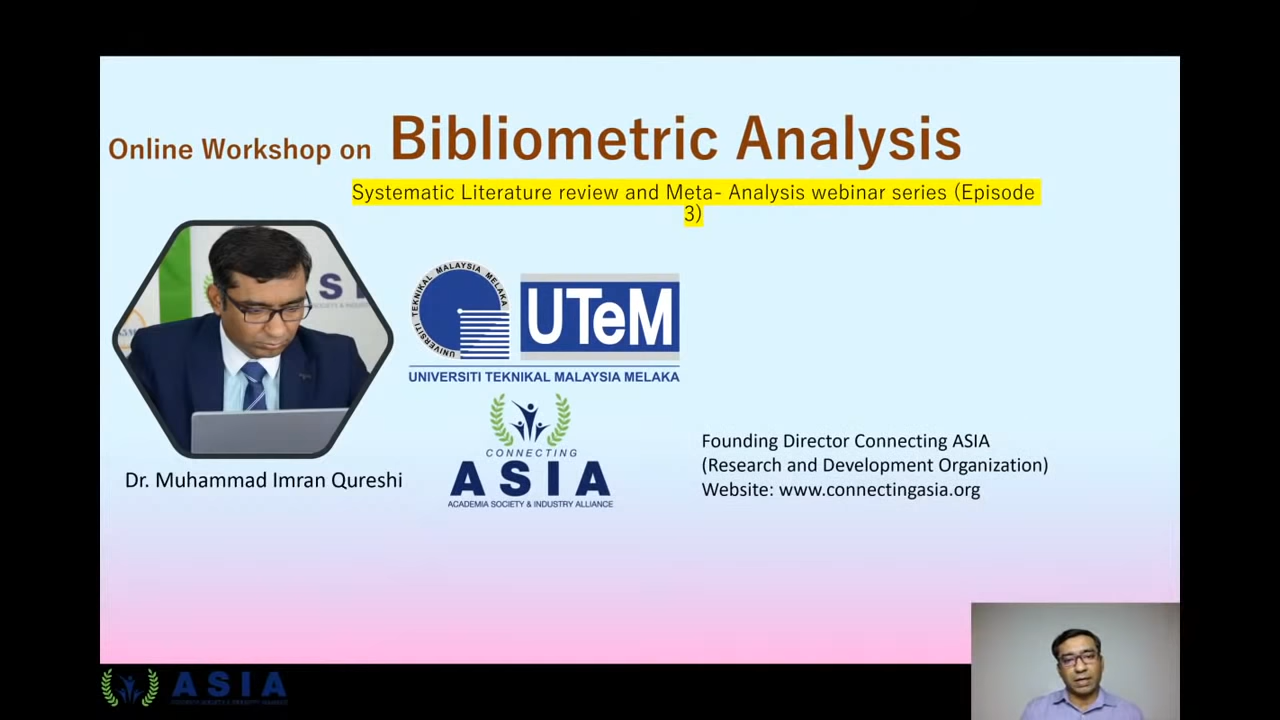 Online Workshop on Bibliometric Analysis
Systematic Literature review and Meta- Analysis webinar series (Episode
3)
UNIVERSITI TEKNIKAL MALAYSIA MELAKA
UTeM
UNIVERSITI TEKNIKAL MALAYSIA MELAKA
CONNECTING
ASIA
ACADEMIA SOCIETY & INDUSTRY ALLIANCE
Dr. Muhammad Imran Qureshi
Founding Director Connecting ASIA
(Research and Development Organization)
Website: www.connectingasia.org
ASIA